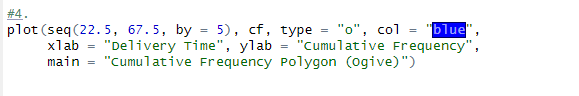 #4.
plot(seq(22.5, 67.5, by = 5), cf, type = "o", col = "blue",
xlab = "Delivery Time", ylab = "Cumulative Frequency",
main = "Cumulative Frequency Polygon (Ogive)")